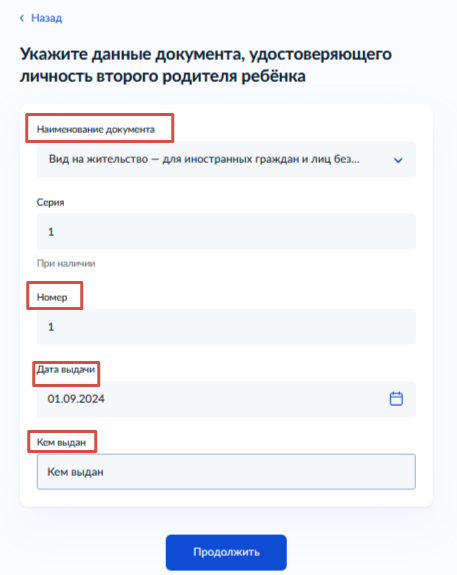 Назад
Укажите данные документа, удостоверяющего
личность второго родителя ребёнка
Наименование документа
Вид на жительство — для иностранных граждан и лиц без...
Серия
1
При наличии
Номер
1
Дата выдачи
01.09.2024
Кем выдан
Кем выдан
Продолжить